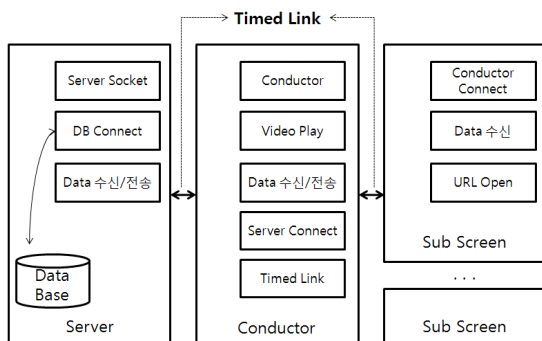 Timed Link
Server Socket
DB Connect
Data 수신/전송
Data
Base
Server
Conductor
Video Play
Data 수신/전송
Server Connect
Timed Link
Conductor
Conductor
Connect
Data 수신
URL Open
Sub Screen
...
Sub Screen